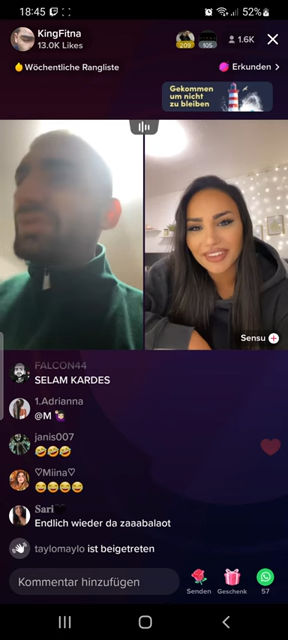 18:45
52%
KingFitna
13.0K Likes
209
105
1.6K
Wöchentliche Rangliste
Erkunden
Gekommen
um nicht
zu bleiben
Sensu
FALCON44
SELAM KARDES
1.Adrianna
@M 🤷🏻‍♀️
janis007
🤣🤣🤣
♡Miina♡
😂😂😂😂
Sari🖤
Endlich wieder da zaaabalaot
taylomaylo ist beigetreten
Kommentar hinzufügen
Senden
Geschenk
57